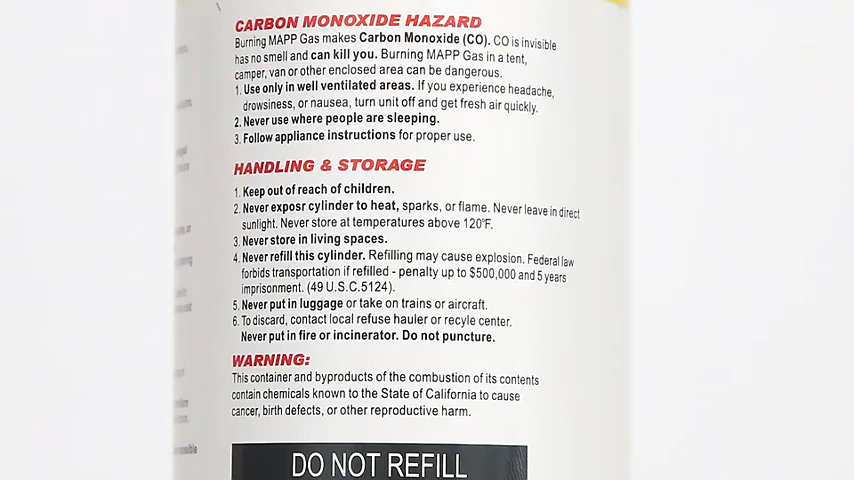 CARBON MONOXIDE HAZARD
Burning MAPP Gas makes Carbon Monoxide (CO). CO is invisible
has no smell and can kill you. Burning MAPP Gas in a tent,
camper, van or other enclosed area can be dangerous.
1. Use only in well ventilated areas. If you experience headache,
drowsiness, or nausea, turn unit off and get fresh air quickly.
2. Never use where people are sleeping.
3. Follow appliance instructions for proper use.
HANDLING & STORAGE
1. Keep out of reach of children.
2. Never exposr cylinder to heat, sparks, or flame. Never leave in direct
sunlight. Never store at temperatures above 120°F.
3. Never store in living spaces.
4. Never refill this cylinder. Refilling may cause explosion. Federal law
forbids transportation if refilled - penalty up to $500,000 and 5 years
imprisonment. (49 U.S.C.5124).
5. Never put in luggage or take on trains or aircraft.
6. To discard, contact local refuse hauler or recyle center.
Never put in fire or incinerator. Do not puncture.
WARNING:
This container and byproducts of the combustion of its contents
contain chemicals known to the State of California to cause
cancer, birth defects, or other reproductive harm.
DO NOT REFILL